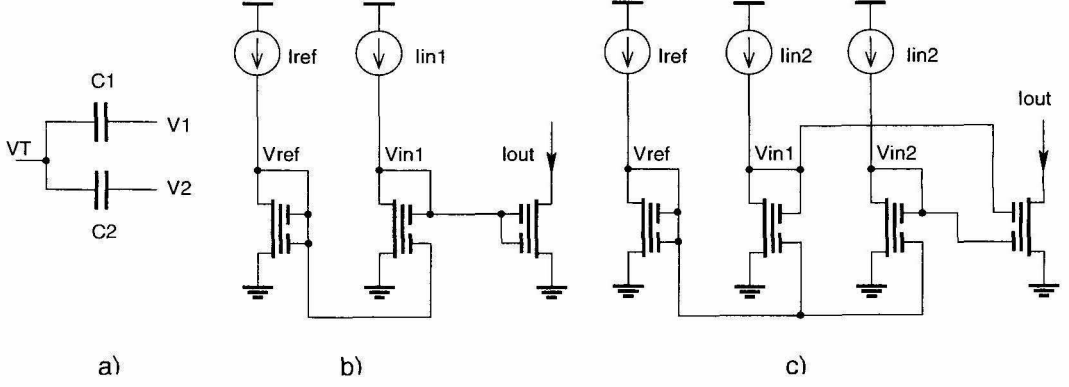 C1
V1
VT
V2
C2
a)
Iref
Iin1
Vref
Vin1
Iout
b)
Iref
Iin2
Iin2
Iout
Vref
Vin1
Vin2
c)